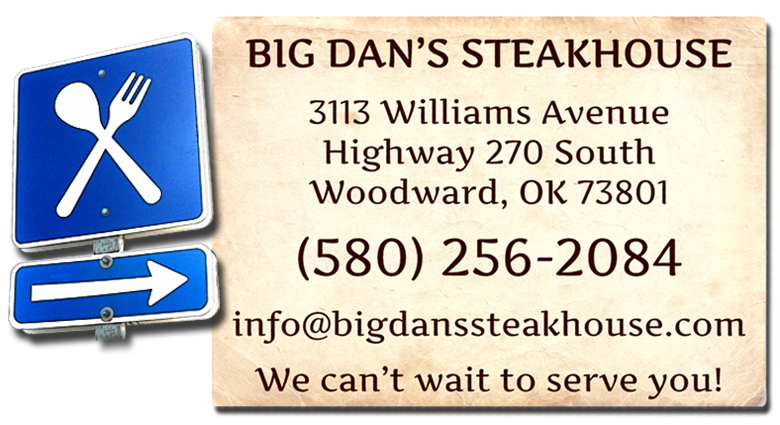 BIG DAN'S STEAKHOUSE
3113 Williams Avenue
Highway 270 South
Woodward, OK 73801
(580) 256-2084
info@bigdanssteakhouse.com
We can't wait to serve you!